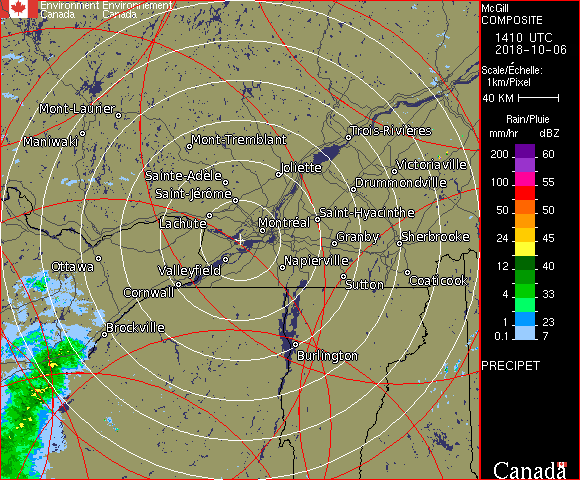 Environment Environnement
Canada Canada
McGill
COMPOSITE
1410 UTC
2018-10-06
Scale/Échelle:
1km/Pixel
40 KM
Rain/Pluie
mm/hr dBZ
200 60
100 55
50 50
24 45
12 40
4 33
1 23
0.1 7
PRECIPET
Canada
Mont-Laurier
Maniwaki
Mont-Tremblant
Trois-Rivières
Sainte-Adèle
Joliette
Victoriaville
Saint-Jérôme
Drummondville
Lachute
Montréal
Saint-Hyacinthe
Granby
Sherbrooke
Ottawa
Valleyfield
Napierville
Cornwall
Sutton
Coaticook
Brockville
Burlington